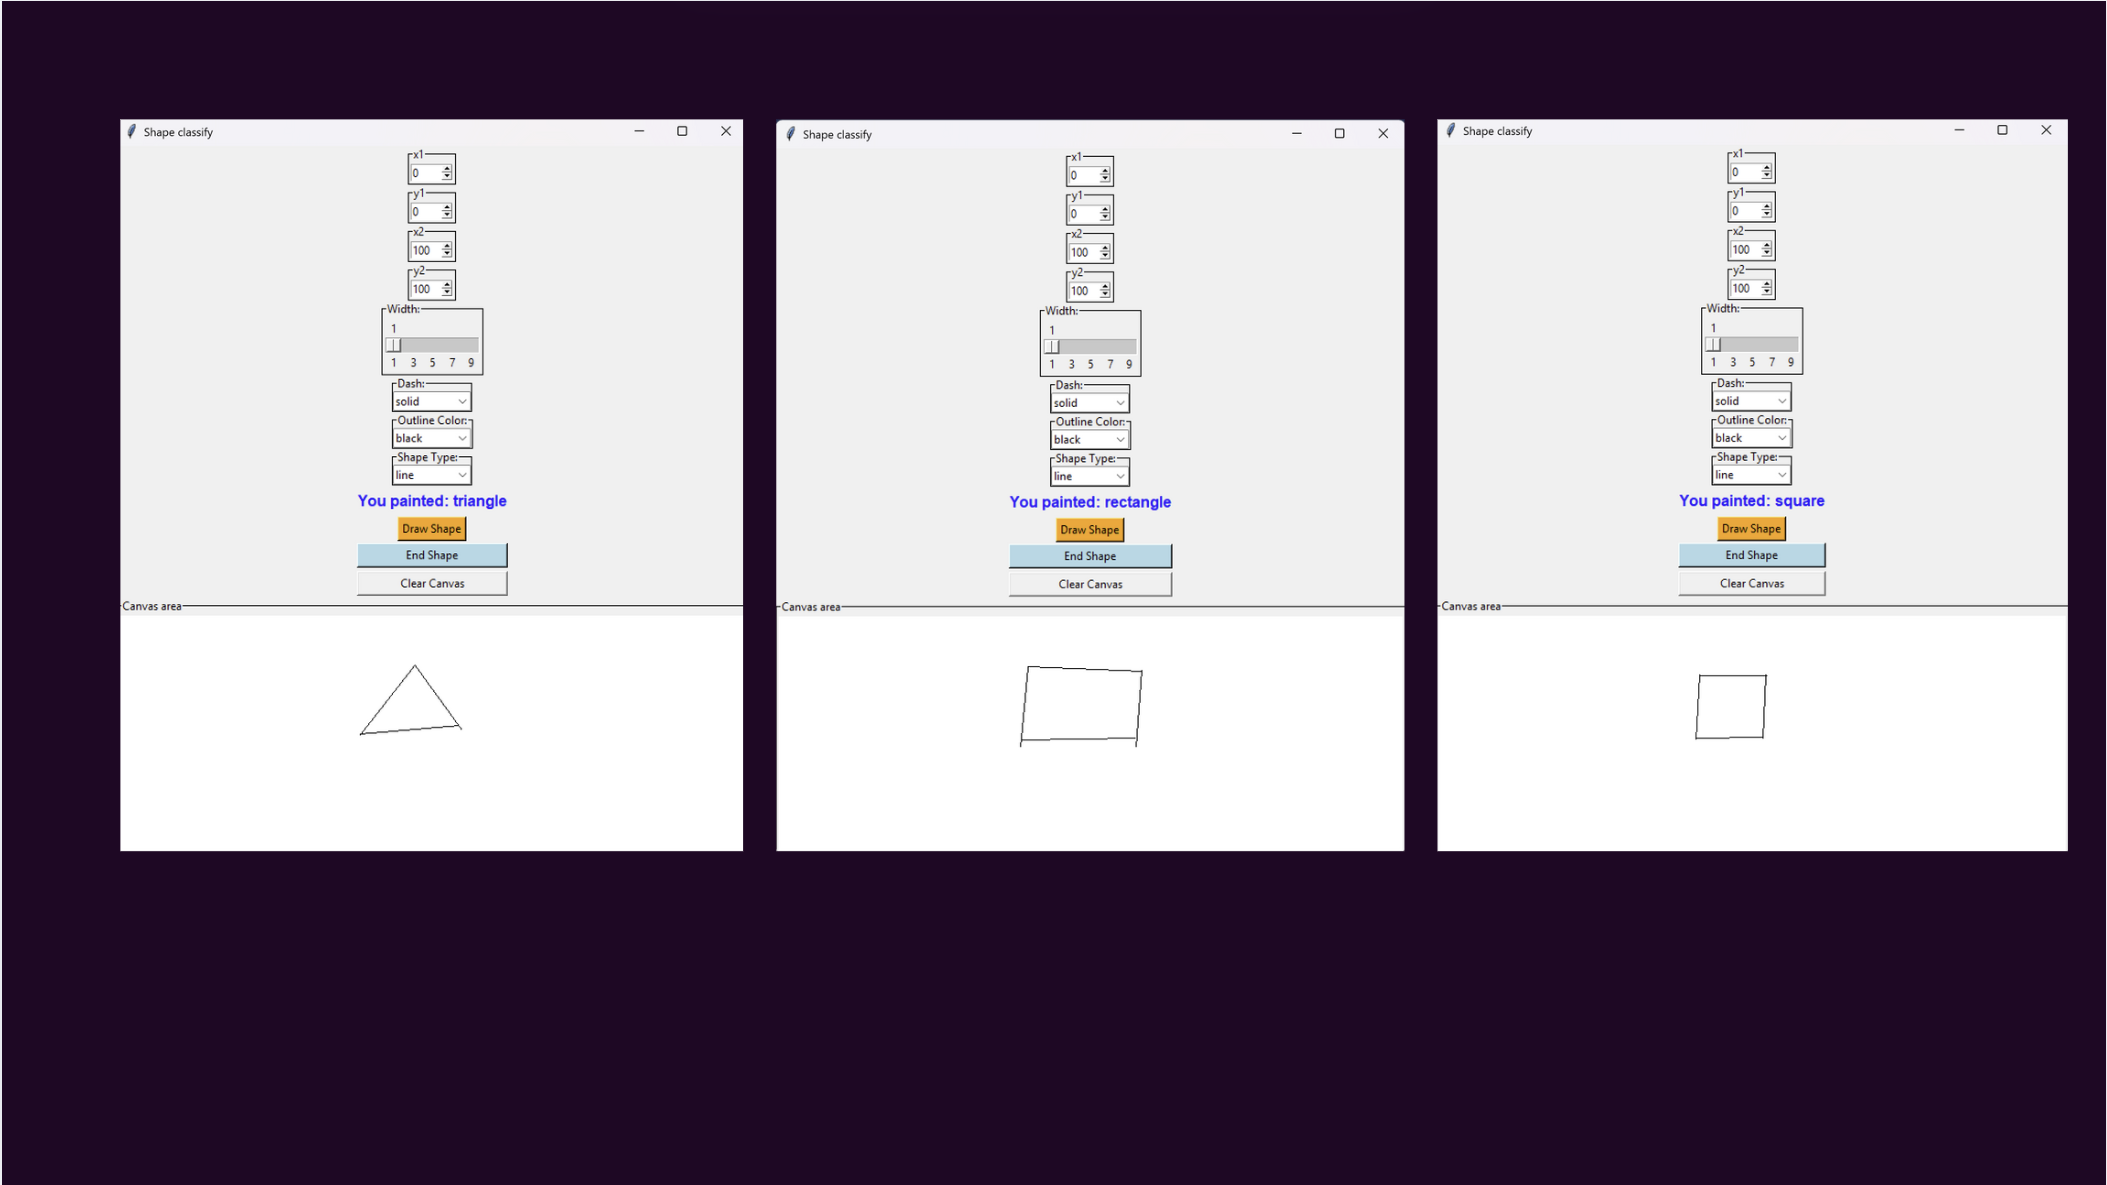 Shape classify
x1
0
y1
0
x2
100
y2
100
Width:
1
1 3 5 7 9
Dash:
solid
Outline Color:
black
Shape Type:
line
You painted: triangle
Draw Shape
End Shape
Clear Canvas
Canvas area
Shape classify
x1
0
y1
0
x2
100
y2
100
Width:
1
1 3 5 7 9
Dash:
solid
Outline Color:
black
Shape Type:
line
You painted: rectangle
Draw Shape
End Shape
Clear Canvas
Canvas area
Shape classify
x1
0
y1
0
x2
100
y2
100
Width:
1
1 3 5 7 9
Dash:
solid
Outline Color:
black
Shape Type:
line
You painted: square
Draw Shape
End Shape
Clear Canvas
Canvas area